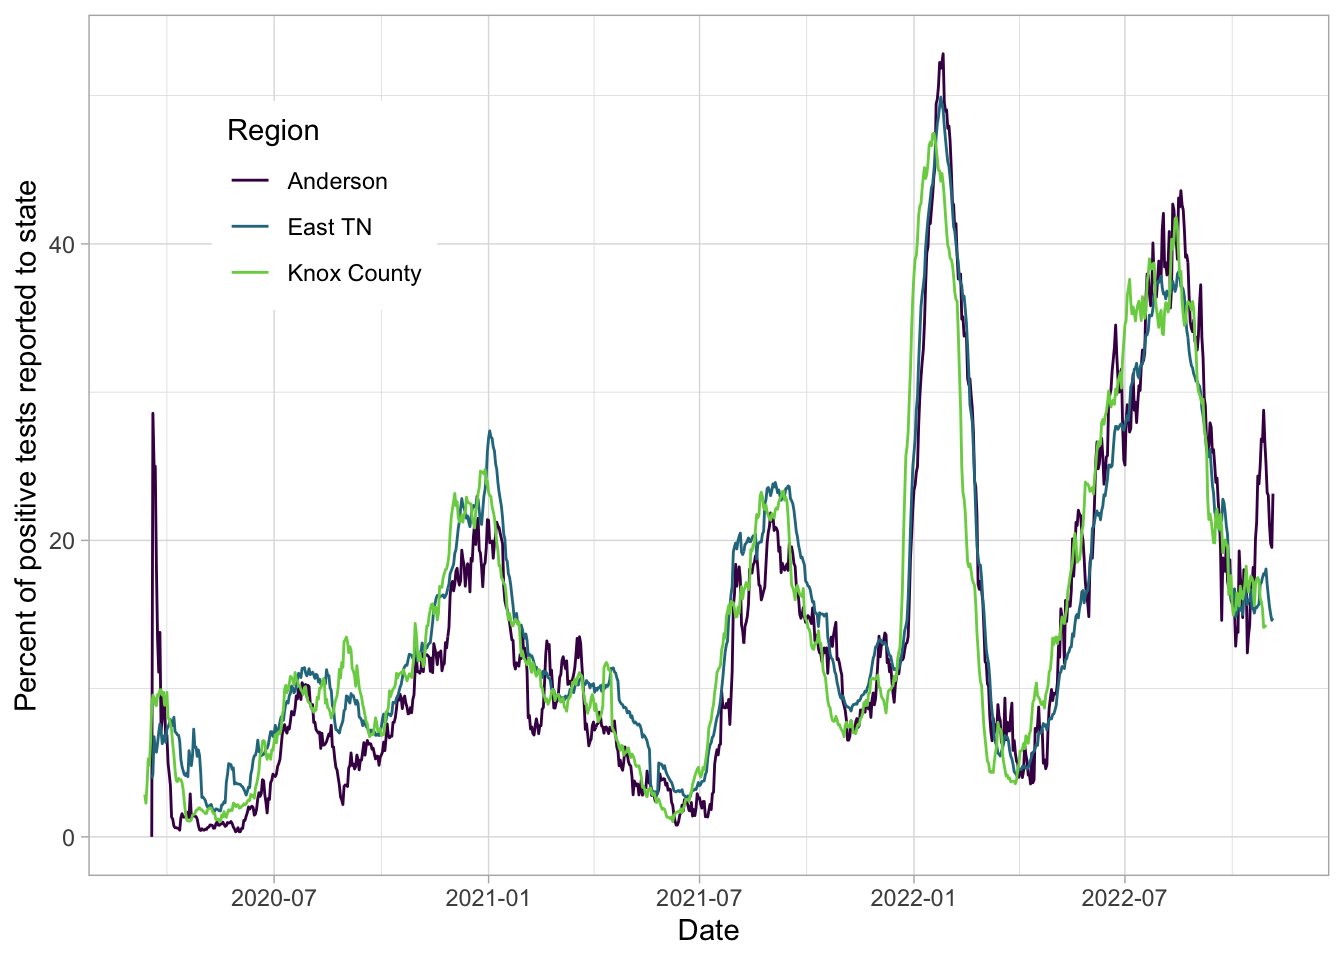 Percent of positive tests reported to state
Region
Anderson
East TN
Knox County
40
20
0
2020-07
2021-01
2021-07
2022-01
2022-07
Date